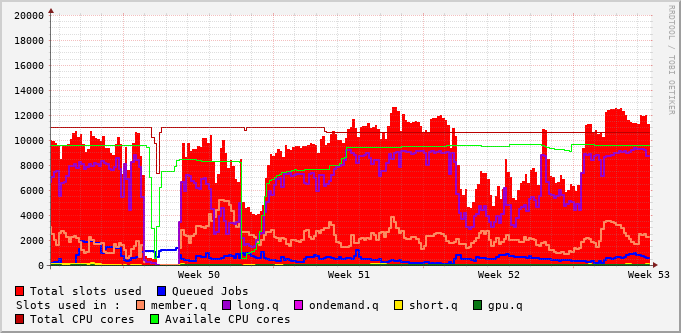 20000
18000
16000
14000
12000
10000
8000
6000
4000
2000
0
RRDTOOL / TOBI OETIKER
Week 50 Week 51 Week 52 Week 53
Total slots used Queued Jobs
Slots used in : member.q long.q ondemand.q short.q gpu.q
Total CPU cores Availale CPU cores